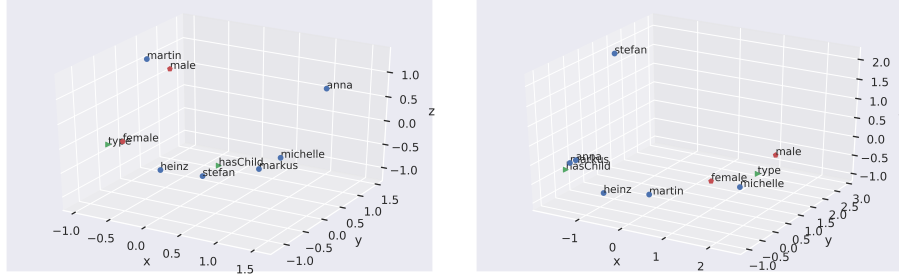 martin
male
anna
type
female
heinz
stefan
hasChild
markus
michelle
1.0
0.5
0.0
−0.5
−1.0
z
−1.0
−0.5
0.0
0.5
1.0
1.5
x
−1.0
−0.5
0.0
0.5
1.0
1.5
y
stefan
anna
markus
hasChild
heinz
martin
female
male
type
michelle
2.0
1.5
1.0
0.5
0.0
−0.5
−1.0
−1
0
1
2
x
−1.0
−0.5
0.0
0.5
1.0
1.5
2.0
2.5
3.0
y